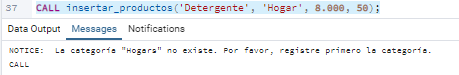 37 CALL insertar_productos('Detergente', 'Hogar', 8.000, 50);
Data Output Messages Notifications
NOTICE: La categoría "Hogars" no existe. Por favor, registre primero la categoría.
CALL